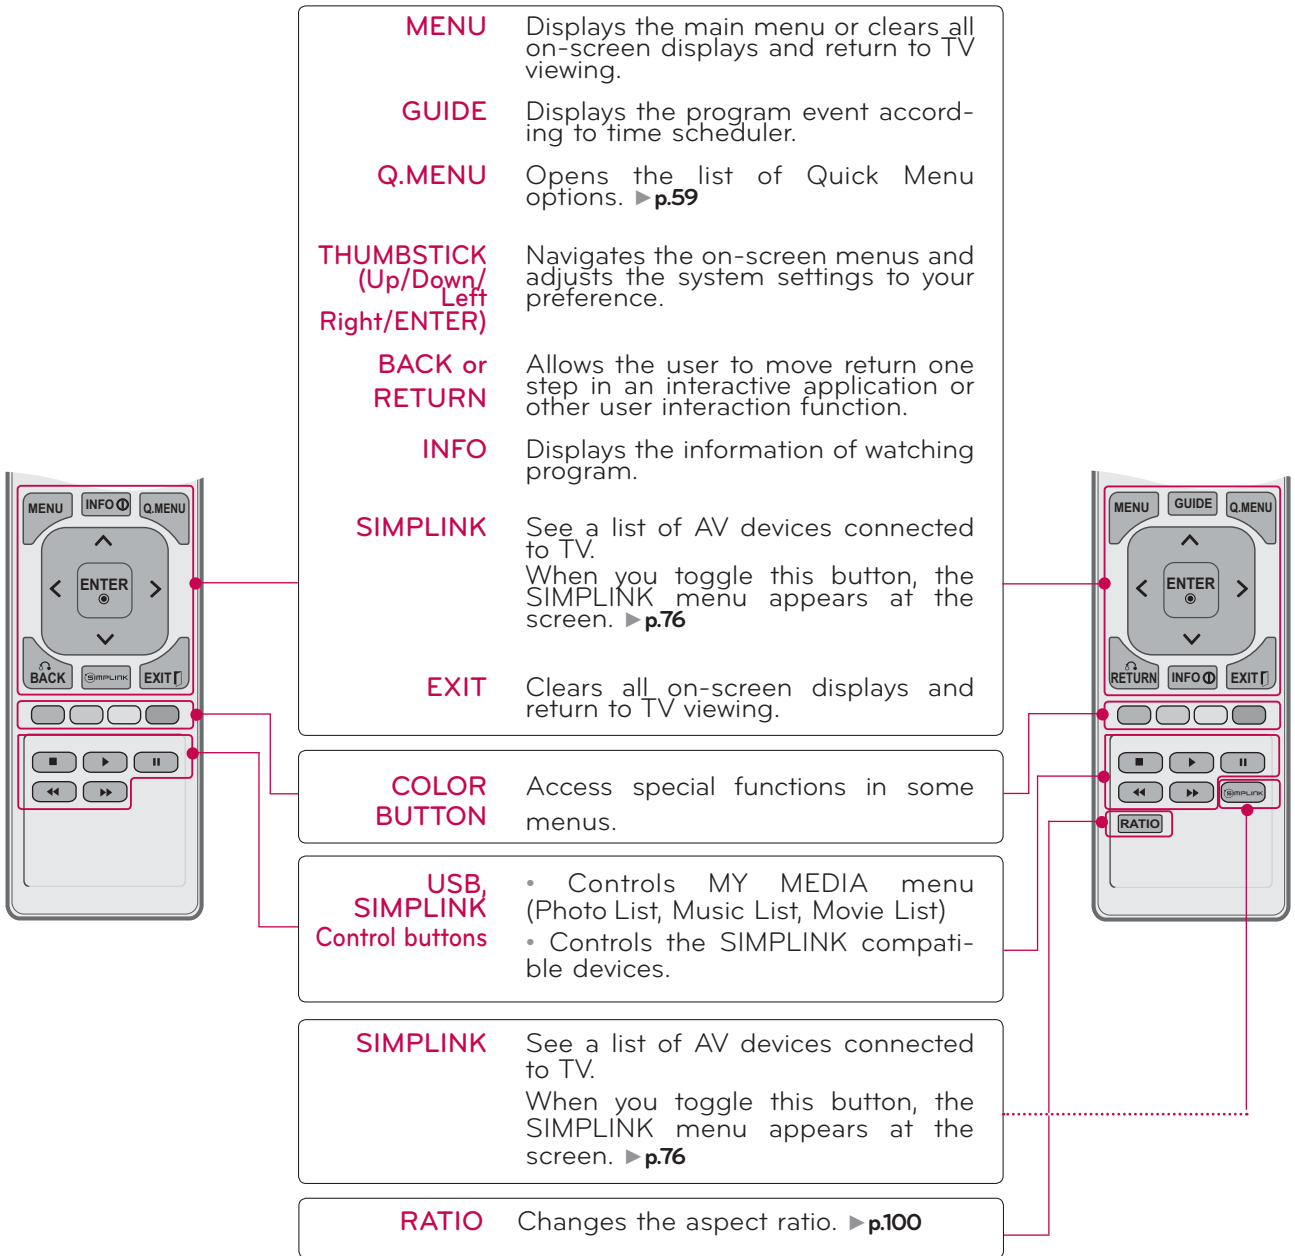 MENU Displays the main menu or clears all
on-screen displays and return to TV
viewing.
GUIDE Displays the program event accord-
ing to time scheduler.
Q.MENU Opens the list of Quick Menu
options. ►p.59
THUMBSTICK Navigates the on-screen menus and
(Up/Down/ adjusts the system settings to your
Left preference.
Right/ENTER)
BACK or Allows the user to move return one
RETURN step in an interactive application or
other user interaction function.
INFO Displays the information of watching
program.
SIMPLINK See a list of AV devices connected
to TV.
When you toggle this button, the
SIMPLINK menu appears at the
screen. ►p.76
EXIT Clears all on-screen displays and
return to TV viewing.
COLOR Access special functions in some
BUTTON menus.
USB, • Controls MY MEDIA menu
SIMPLINK (Photo List, Music List, Movie List)
Control buttons • Controls the SIMPLINK compati-
ble devices.
SIMPLINK See a list of AV devices connected
to TV.
When you toggle this button, the
SIMPLINK menu appears at the
screen. ►p.76
RATIO Changes the aspect ratio. ►p.100
MENU INFO Q.MENU
ENTER
BACK SIMPLINK EXIT
MENU GUIDE Q.MENU
ENTER
RETURN INFO EXIT
SIMPLINK
RATIO